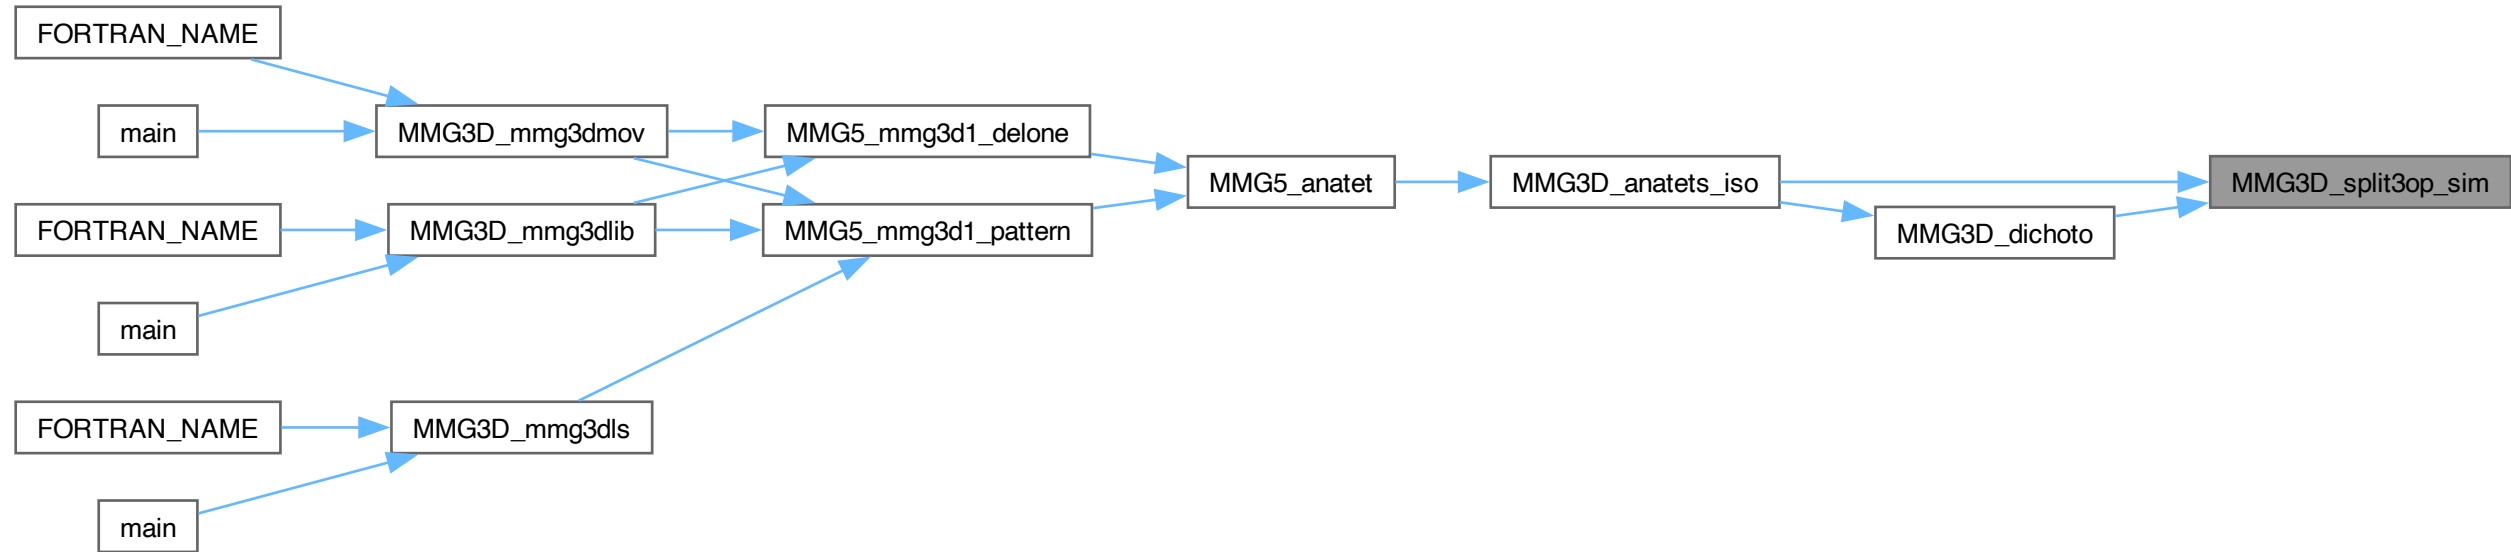 FORTRAN_NAME
main
MMG3D_mmg3dmov
MMG5_mmg3d1_delone
MMG5_anatet
MMG3D_anatets_iso
MMG3D_split3op_sim
FORTRAN_NAME
MMG3D_mmg3dlib
MMG5_mmg3d1_pattern
MMG3D_dichoto
main
FORTRAN_NAME
MMG3D_mmg3dls
main